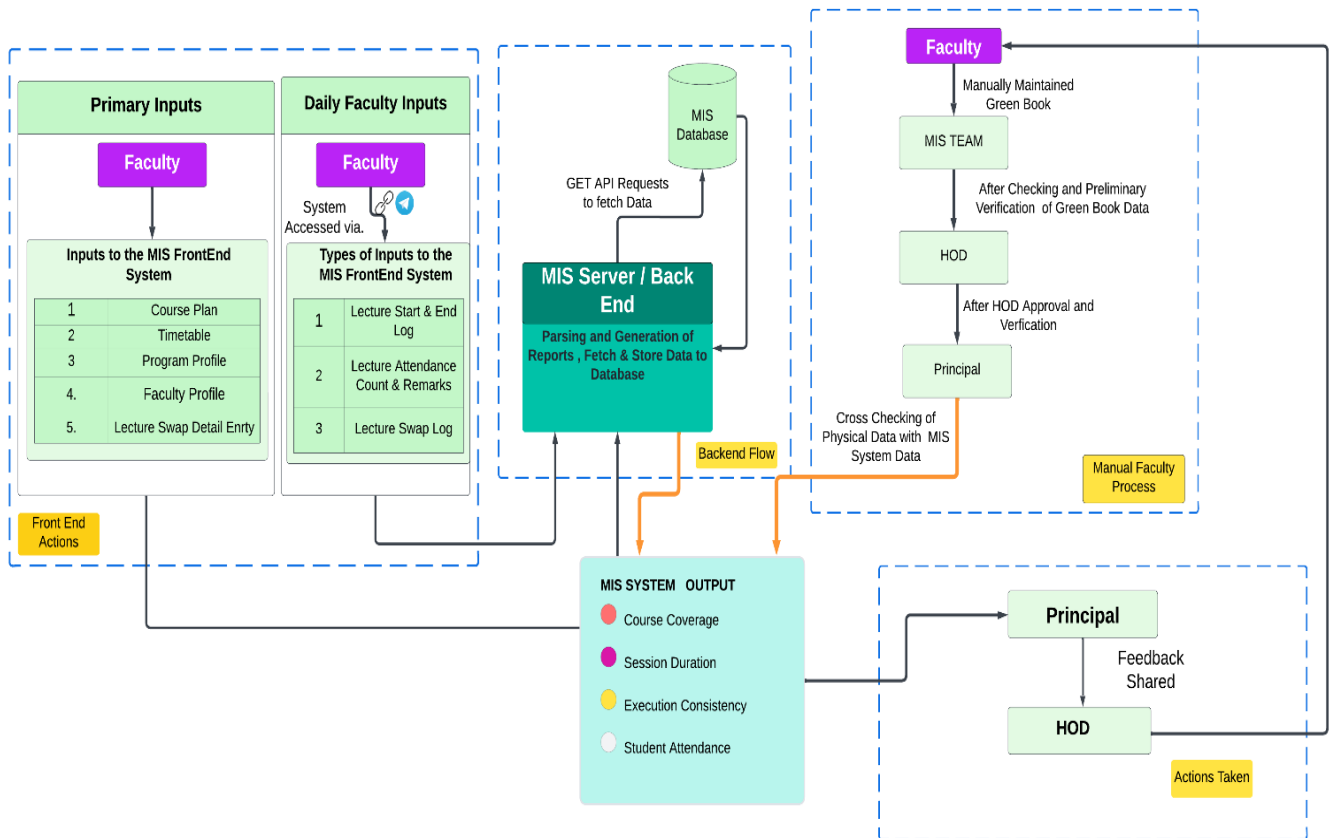 Primary Inputs
Faculty
Inputs to the MIS FrontEnd
System
1 Course Plan
2 Timetable
3 Program Profile
4. Faculty Profile
5. Lecture Swap Detail Enrty
Daily Faculty Inputs
Faculty
System
Accessed via.
Types of Inputs to the
MIS FrontEnd System
1 Lecture Start & End
Log
2 Lecture Attendance
Count & Remarks
3 Lecture Swap Log
Front End
Actions
MIS
Database
GET API Requests
to fetch Data
MIS Server / Back
End
Parsing and Generation of
Reports , Fetch & Store Data to
Database
Backend Flow
Faculty
Manually Maintained
Green Book
MIS TEAM
After Checking and Preliminary
Verification of Green Book Data
HOD
After HOD Approval and
Verfication
Principal
Cross Checking of
Physical Data with MIS
System Data
Manual Faculty
Process
MIS SYSTEM OUTPUT
Course Coverage
Session Duration
Execution Consistency
Student Attendance
Principal
Feedback
Shared
HOD
Actions Taken